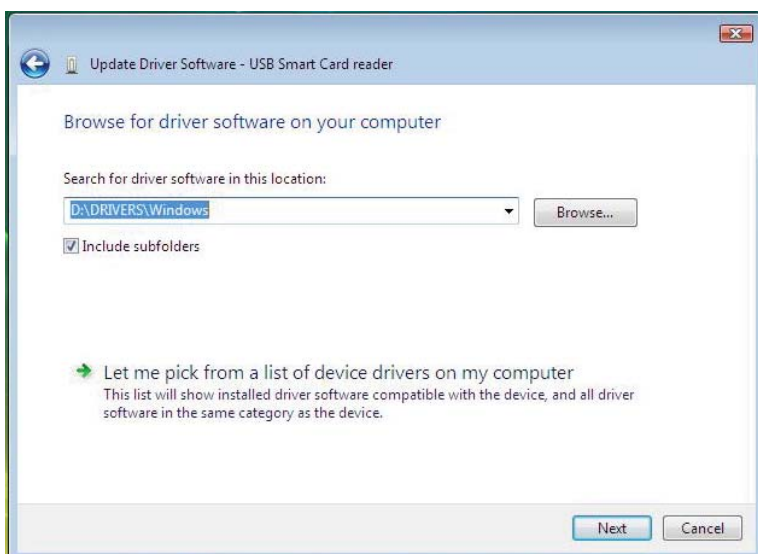 Update Driver Software - USB Smart Card reader
Browse for driver software on your computer
Search for driver software in this location:
D:\DRIVERS\Windows
Browse...
Include subfolders
Let me pick from a list of device drivers on my computer
This list will show installed driver software compatible with the device, and all driver
software in the same category as the device.
Next
Cancel